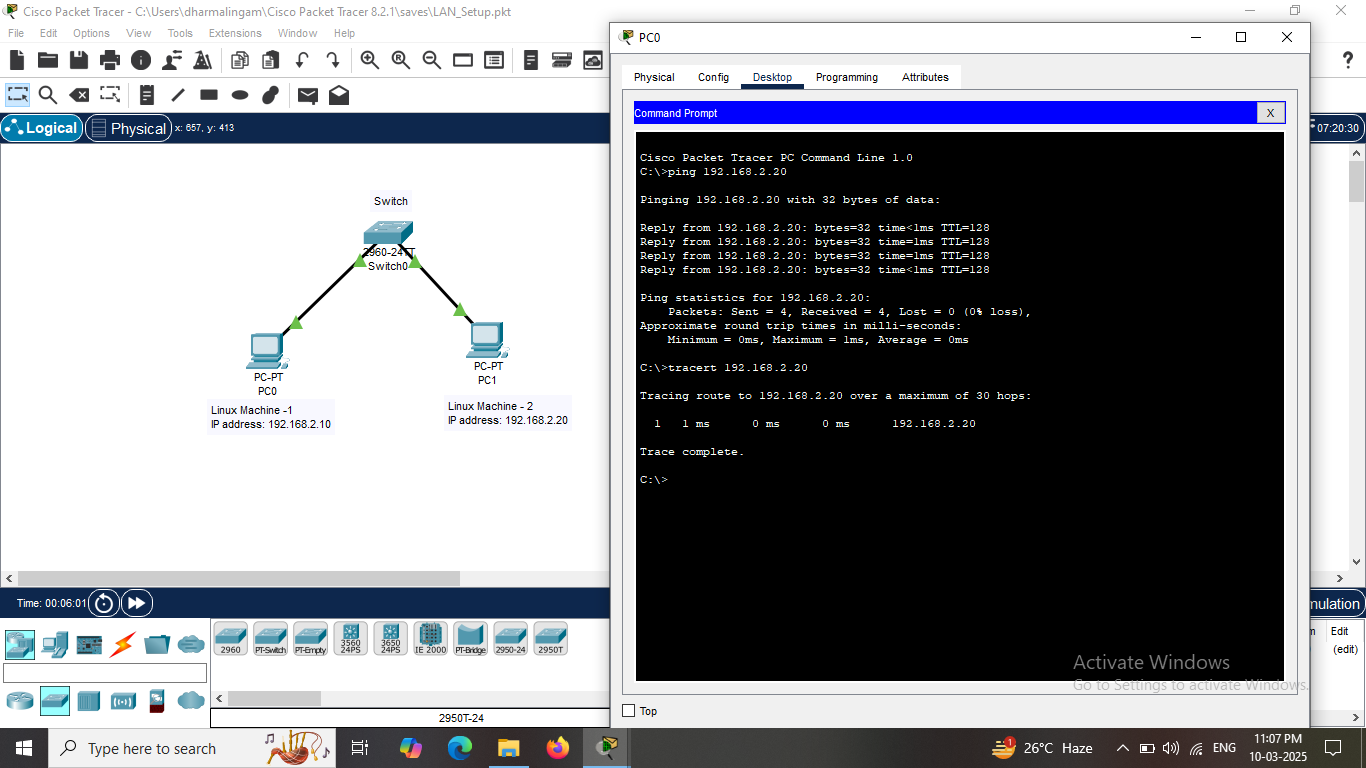 Cisco Packet Tracer - C:\Users\dharmalingam\Cisco Packet Tracer 8.2.1\saves\LAN_Setup.pkt
File Edit Options View Tools Extensions Window Help
Logical Physical x: 657, y: 413
07:20:30
Switch
2960-24TT
Switch0
PC-PT
PC0
Linux Machine -1
IP address: 192.168.2.10
PC-PT
PC1
Linux Machine - 2
IP address: 192.168.2.20
PC0
Physical Config Desktop Programming Attributes
Command Prompt
X
Cisco Packet Tracer PC Command Line 1.0
C:\>ping 192.168.2.20
Pinging 192.168.2.20 with 32 bytes of data:
Reply from 192.168.2.20: bytes=32 time<1ms TTL=128
Reply from 192.168.2.20: bytes=32 time=1ms TTL=128
Reply from 192.168.2.20: bytes=32 time=1ms TTL=128
Reply from 192.168.2.20: bytes=32 time<1ms TTL=128
Ping statistics for 192.168.2.20:
Packets: Sent = 4, Received = 4, Lost = 0 (0% loss),
Approximate round trip times in milli-seconds:
Minimum = 0ms, Maximum = 1ms, Average = 0ms
C:\>tracert 192.168.2.20
Tracing route to 192.168.2.20 over a maximum of 30 hops:
1 1 ms 0 ms 0 ms 192.168.2.20
Trace complete.
C:\>
Activate Windows
Go to Settings to activate Windows.
Top
Time: 00:06:01
mulation
n Edit
(edit)
2960 PT-Switch PT-Empty 3560 24PS 3650 24PS IE 2000 PT-Bridge 2950-24 2950T
2950T-24
Type here to search
1
26°C Haze
ENG
11:07 PM
10-03-2025